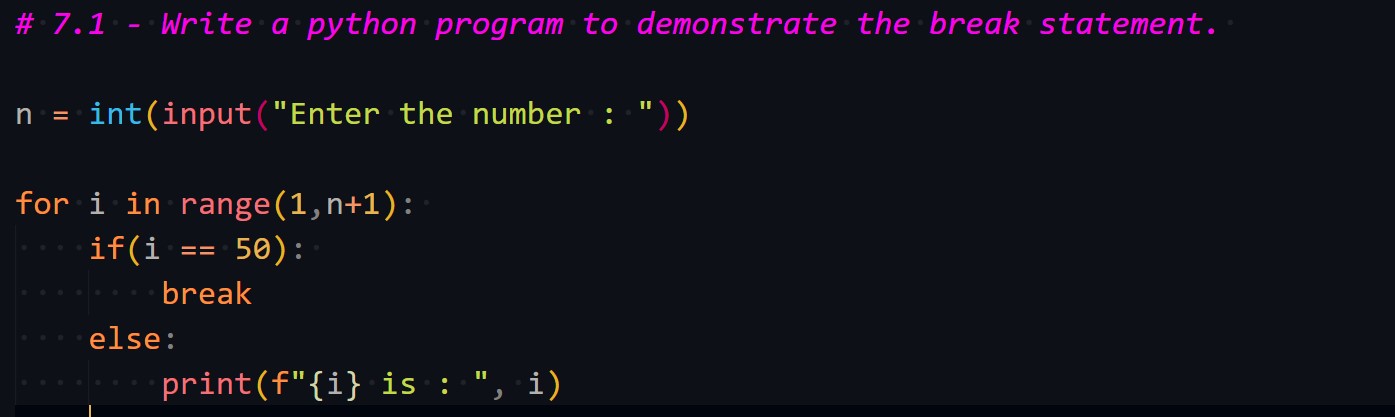 # 7.1 - Write a python program to demonstrate the break statement.

n = int(input("Enter the number : "))

for i in range(1,n+1):
    if(i == 50):
        break
    else:
        print(f"{i} is : ", i)